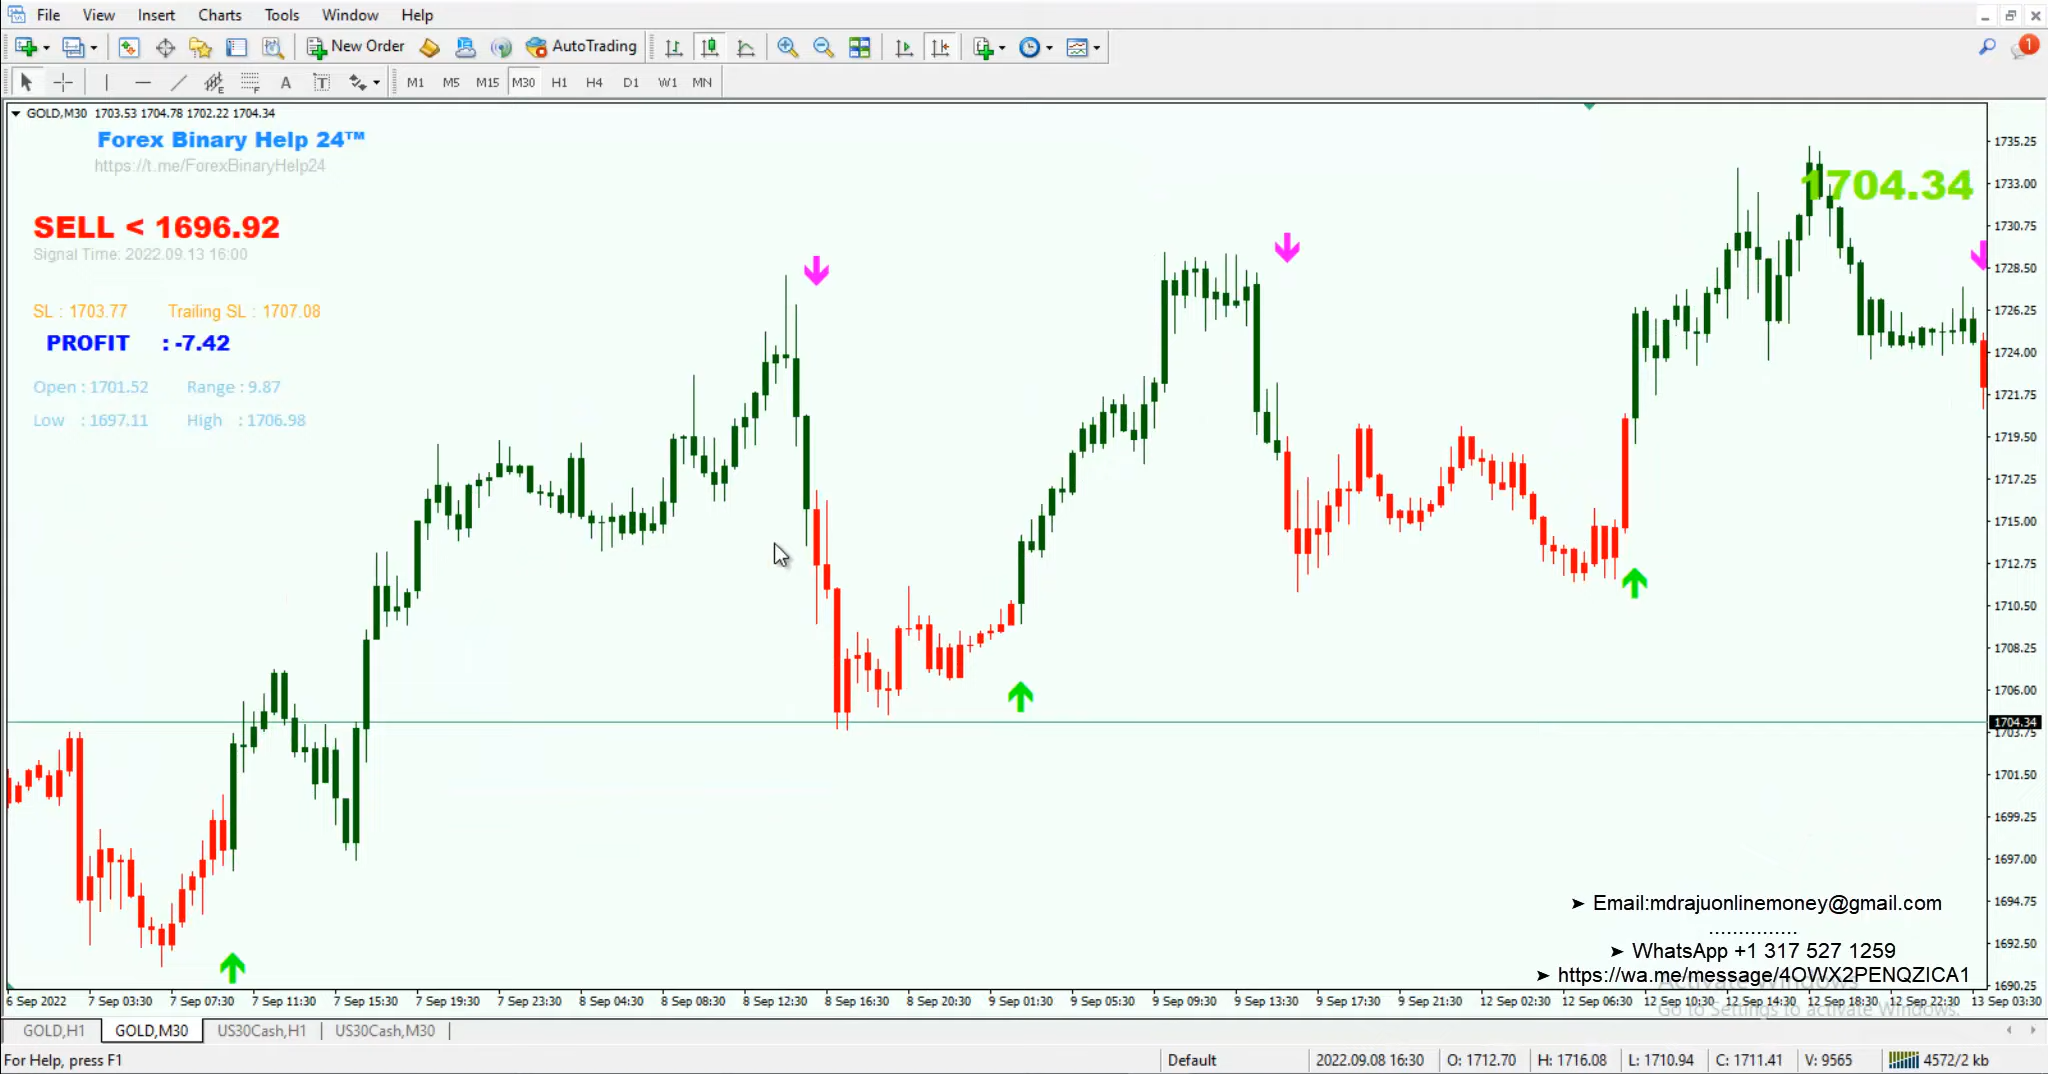 File View Insert Charts Tools Window Help
New Order AutoTrading 1
A T M1 M5 M15 M30 H1 H4 D1 W1 MN
GOLD,M30 1703.53 1704.78 1702.22 1704.34
Forex Binary Help 24™
https://t.me/ForexBinaryHelp24
1704.34
SELL < 1696.92
Signal Time: 2022.09.13 16:00
SL : 1703.77 Trailing SL : 1707.08
PROFIT : -7.42
Open : 1701.52 Range : 9.87
Low : 1697.11 High : 1706.98
1735.25
1733.00
1730.75
1728.50
1726.25
1724.00
1721.75
1719.50
1717.25
1715.00
1712.75
1710.50
1708.25
1706.00
1704.34
1703.75
1701.50
1699.25
1697.00
1694.75
1692.50
1690.25
➤ Email:mdrajuonlinemoney@gmail.com
...............
➤ WhatsApp +1 317 527 1259
➤ https://wa.me/message/4OWX2PENQZICA1
Activate Windows
Go to Settings to activate Windows.
6 Sep 2022 7 Sep 03:30 7 Sep 07:30 7 Sep 11:30 7 Sep 15:30 7 Sep 19:30 7 Sep 23:30 8 Sep 04:30 8 Sep 08:30 8 Sep 12:30 8 Sep 16:30 8 Sep 20:30 9 Sep 01:30 9 Sep 05:30 9 Sep 09:30 9 Sep 13:30 9 Sep 17:30 9 Sep 21:30 12 Sep 02:30 12 Sep 06:30 12 Sep 10:30 12 Sep 14:30 12 Sep 18:30 12 Sep 22:30 13 Sep 03:30
GOLD,H1 GOLD,M30 US30Cash,H1 US30Cash,M30
For Help, press F1 Default 2022.09.08 16:30 O: 1712.70 H: 1716.08 L: 1710.94 C: 1711.41 V: 9565 4572/2 kb